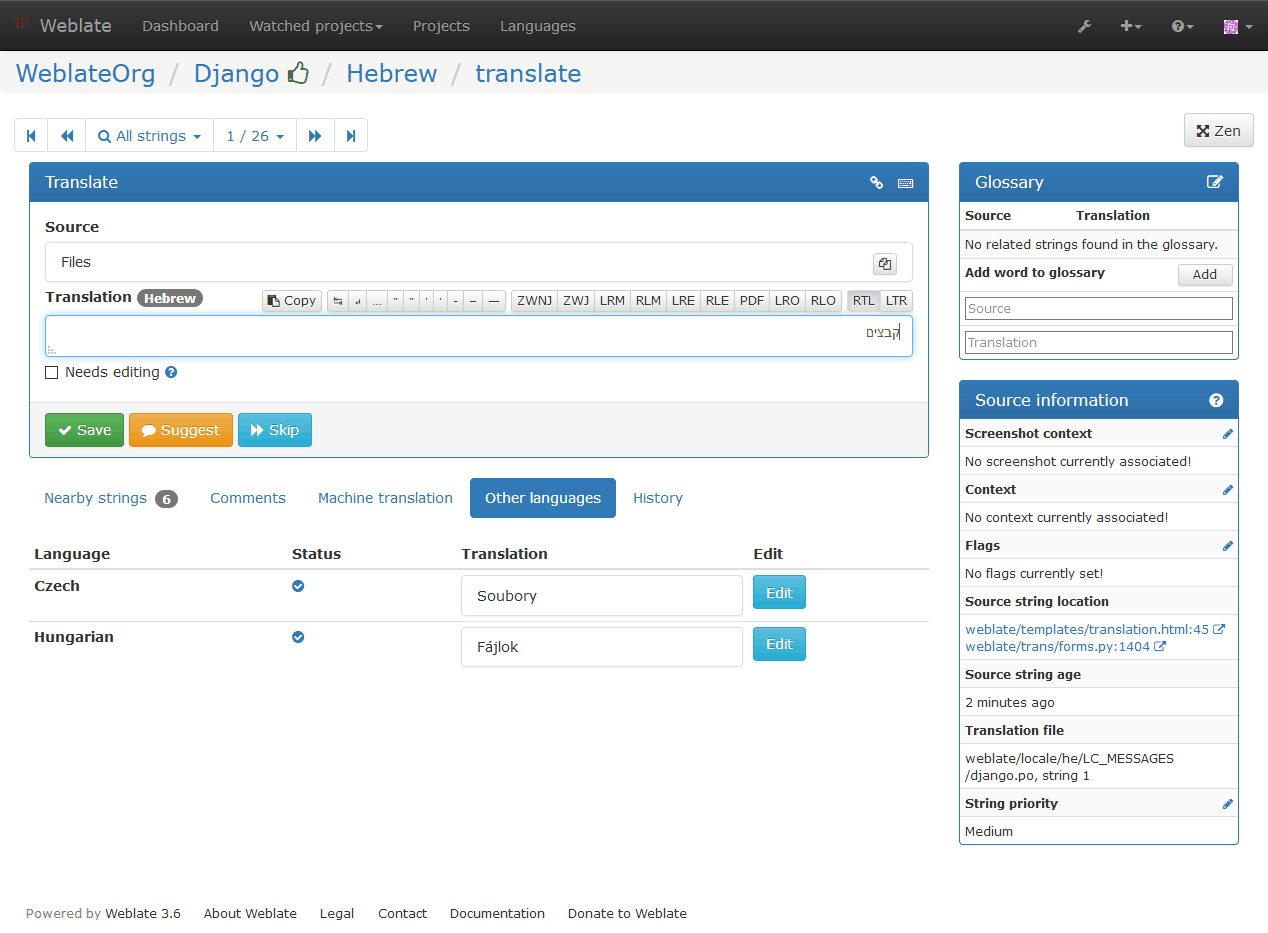 Weblate Dashboard Watched projects Projects Languages
WeblateOrg / Django / Hebrew / translate
All strings 1 / 26 Zen
Translate
Source
Files
Translation Hebrew Copy ↹ ↲ … “ ” ‘ ’ - – — ZWNJ ZWJ LRM RLM LRE RLE PDF LRO RLO RTL LTR
קבצים
Needs editing
Save Suggest Skip
Nearby strings 6 Comments Machine translation Other languages History
Language Status Translation Edit
Czech Soubory Edit
Hungarian Fájlok Edit
Glossary
Source Translation
No related strings found in the glossary.
Add word to glossary Add
Source
Translation
Source information
Screenshot context
No screenshot currently associated!
Context
No context currently associated!
Flags
No flags currently set!
Source string location
weblate/templates/translation.html:45
weblate/trans/forms.py:1404
Source string age
2 minutes ago
Translation file
weblate/locale/he/LC_MESSAGES
/django.po, string 1
String priority
Medium
Powered by Weblate 3.6 About Weblate Legal Contact Documentation Donate to Weblate